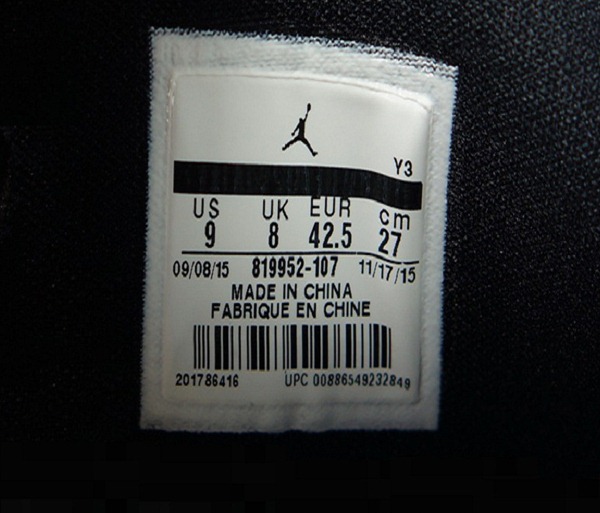 Y3
US UK EUR cm
9 8 42.5 27
09/08/15 819952-107 11/17/15
MADE IN CHINA
FABRIQUE EN CHINE
201786416 UPC 00886549232849